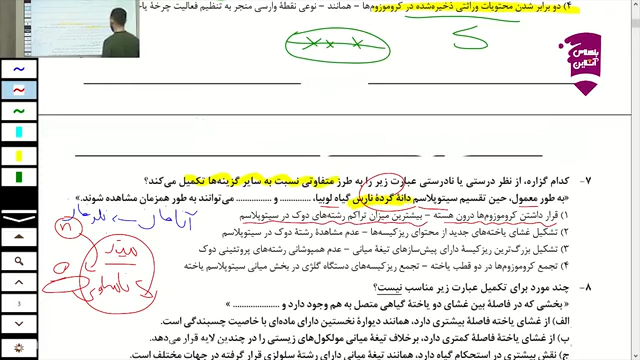 ۴) دو برابر شدن محتویات وراثتی ذخیره‌شده در کروموزوم‌ها – همانند – نوعی نقطهٔ وارسی منجر به تنظیم فعالیت چرخهٔ یا
S
پلاس آنلاین
۷- کدام گزاره، از نظر درستی یا نادرستی عبارت زیر را به طرز متفاوتی نسبت به سایر گزینه‌ها تکمیل می‌کند؟
«به طور معمول، حین تقسیم سیتوپلاسم دانهٔ گردهٔ نارس گیاه لوبیا، ............ و ............ می‌توانند به طور همزمان مشاهده شوند.»
۱) قرار داشتن کروموزوم‌ها درون هسته – بیشترین میزان تراکم رشته‌های دوک در سیتوپلاسم
۲) تشکیل غشای یاخته‌های جدید از محتوای ریزکیسه‌ها – عدم مشاهدهٔ رشتهٔ دوک در سیتوپلاسم
۳) تشکیل بزرگ‌ترین ریزکیسهٔ دارای پیش‌سازهای تیغهٔ میانی – عدم همپوشانی رشته‌های پروتئینی دوک
۴) تجمع کروموزوم‌ها در دو قطب یاخته – تجمع ریزکیسه‌های دستگاه گلژی در بخش میانی سیتوپلاسم یاخته
n
میتوز
۸- چند مورد برای تکمیل عبارت زیر مناسب نیست؟
«بخشی که در فاصلهٔ بین غشای دو یاختهٔ گیاهی متصل به هم وجود دارد و ............»
الف) از غشای یاخته فاصلهٔ بیشتری دارد، همانند دیوارهٔ نخستین دارای ماده‌ای با خاصیت چسبندگی است.
ب) از غشای یاخته فاصلهٔ کمتری دارد، برخلاف تیغهٔ میانی مولکول‌های زیستی را در چندین لایه قرار می‌دهد.
ج) نقش بیشتری در استحکام گیاه دارد، همانند دارای رشته‌های سلولزی قرار گرفته در جهات مختلف است.